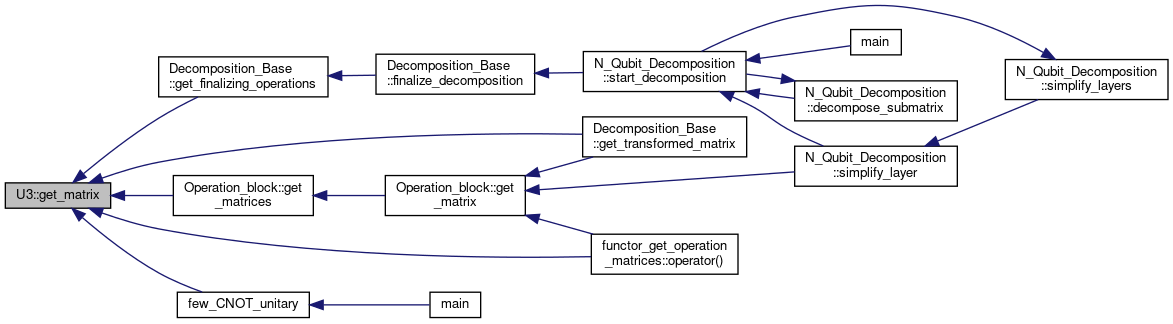 U3::get_matrix
Decomposition_Base
::get_finalizing_operations
Decomposition_Base
::finalize_decomposition
N_Qubit_Decomposition
::start_decomposition
main
N_Qubit_Decomposition
::decompose_submatrix
N_Qubit_Decomposition
::simplify_layers
Decomposition_Base
::get_transformed_matrix
N_Qubit_Decomposition
::simplify_layer
Operation_block::get
_matrices
Operation_block::get
_matrix
functor_get_operation
_matrices::operator()
few_CNOT_unitary
main